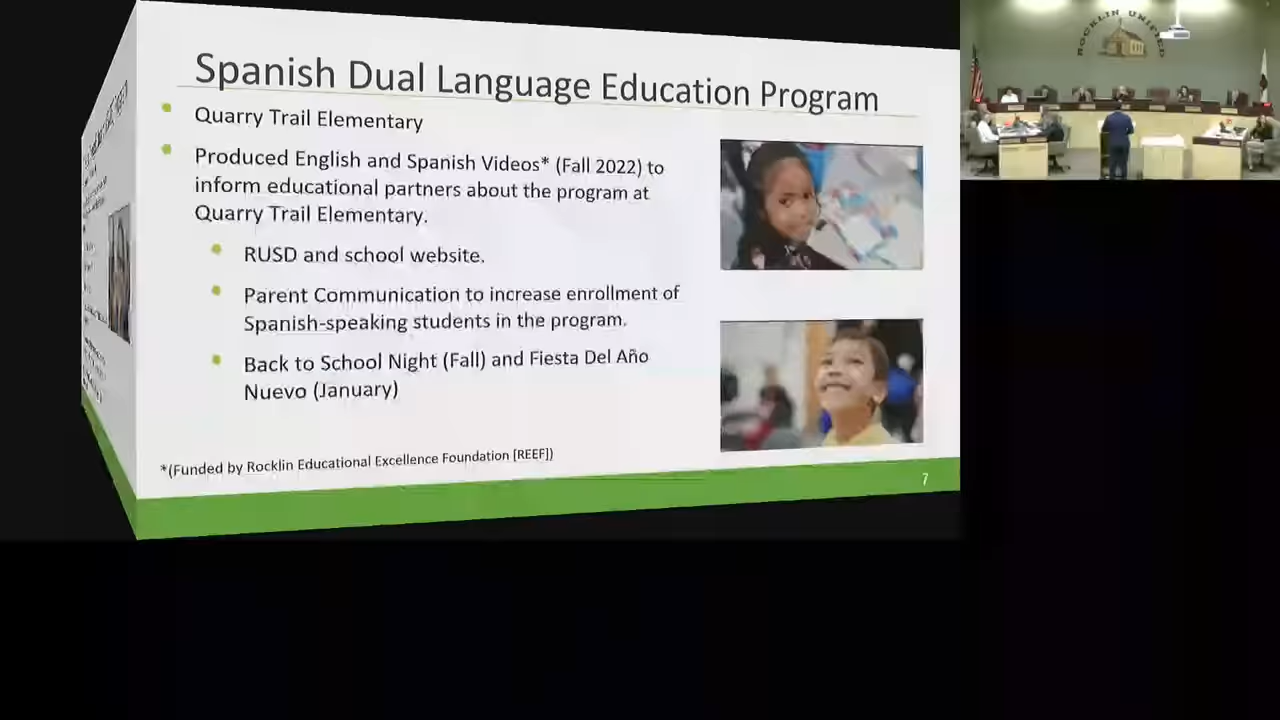 Spanish Dual Language Education Program
Quarry Trail Elementary
Produced English and Spanish Videos* (Fall 2022) to
inform educational partners about the program at
Quarry Trail Elementary.
RUSD and school website.
Parent Communication to increase enrollment of
Spanish-speaking students in the program.
Back to School Night (Fall) and Fiesta Del Año
Nuevo (January)
*(Funded by Rocklin Educational Excellence Foundation [REEF])
7
ROCKLIN UNIFIED